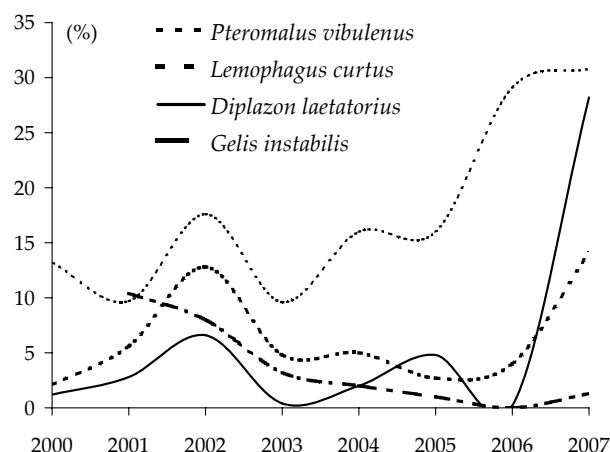 35
(%)
Pteromalus vibulenus
30
Lemophagus curtus
Diplazon laetatorius
25
Gelis instabilis
20
15
10
5
0
2000 2001 2002 2003 2004 2005 2006 2007